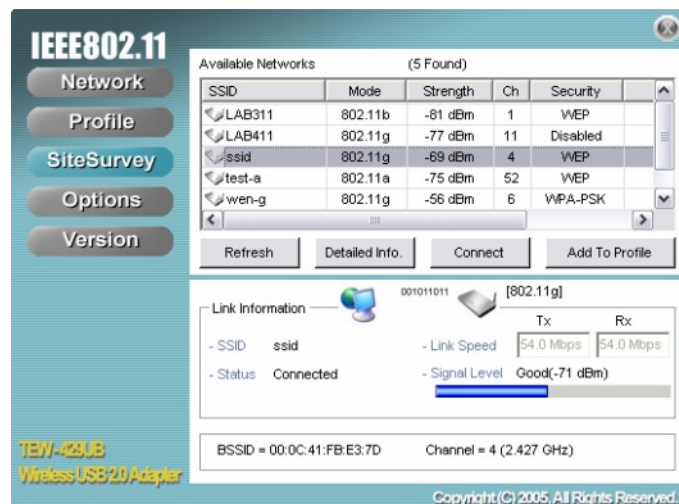 IEEE802.11
Network
Profile
SiteSurvey
Options
Version
Available Networks (5 Found)
SSID Mode Strength Ch Security
LAB311 802.11b -81 dBm 1 WEP
LAB411 802.11g -77 dBm 11 Disabled
ssid 802.11g -69 dBm 4 WEP
test-a 802.11a -75 dBm 52 WEP
wen-g 802.11g -56 dBm 6 WPA-PSK
Refresh Detailed Info. Connect Add To Profile
001011011 [802.11g]
Link Information
Tx Rx
- SSID ssid - Link Speed 54.0 Mbps 54.0 Mbps
- Status Connected - Signal Level Good(-71 dBm)
BSSID = 00:0C:41:FB:E3:7D Channel = 4 (2.427 GHz)
TEW-429UB
Wireless USB 2.0 Adapter
Copyright (C) 2005, All Rights Reserved.